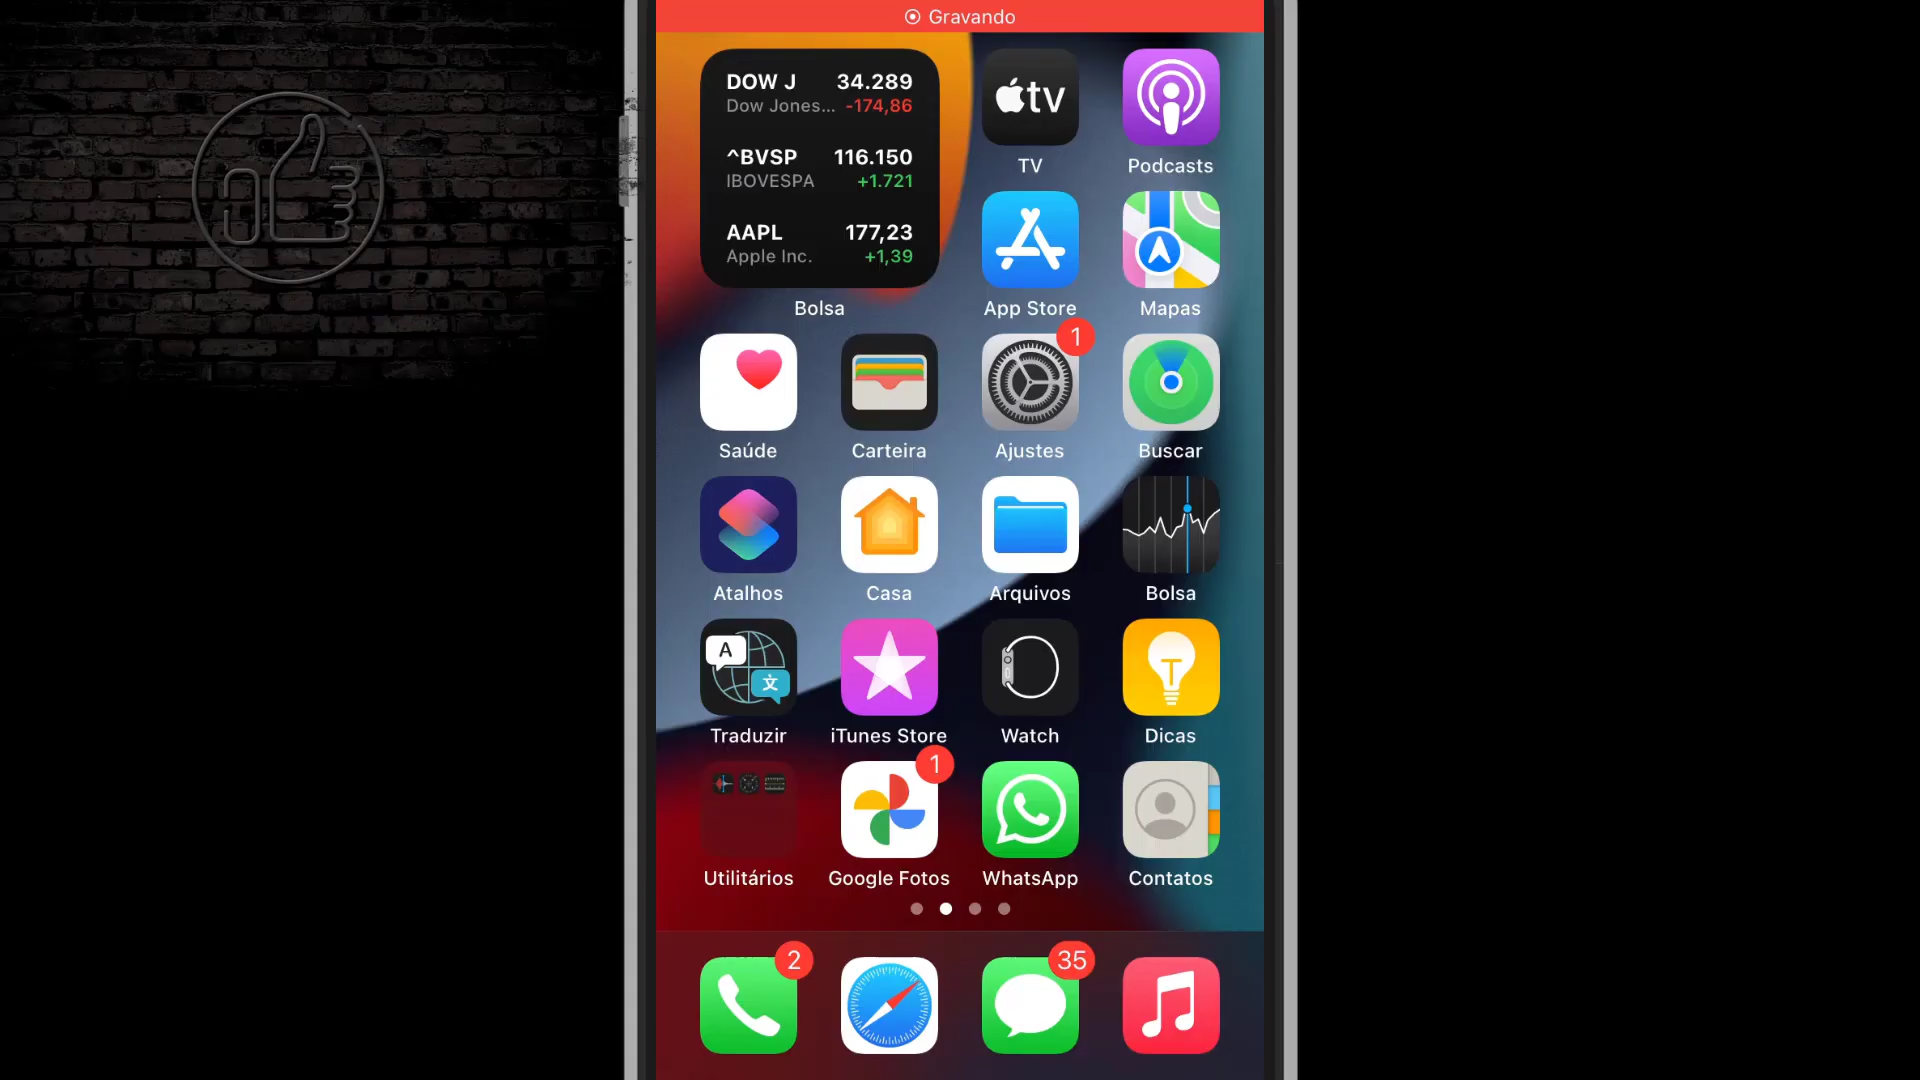 Gravando
DOW J 34.289
Dow Jones... -174,86
^BVSP 116.150
IBOVESPA +1.721
AAPL 177,23
Apple Inc. +1,39
Bolsa
tv
TV
Podcasts
App Store
Mapas
1
Saúde
Carteira
Ajustes
Buscar
Atalhos
Casa
Arquivos
Bolsa
A
文
Traduzir
iTunes Store
Watch
Dicas
1
Utilitários
Google Fotos
WhatsApp
Contatos
2
35